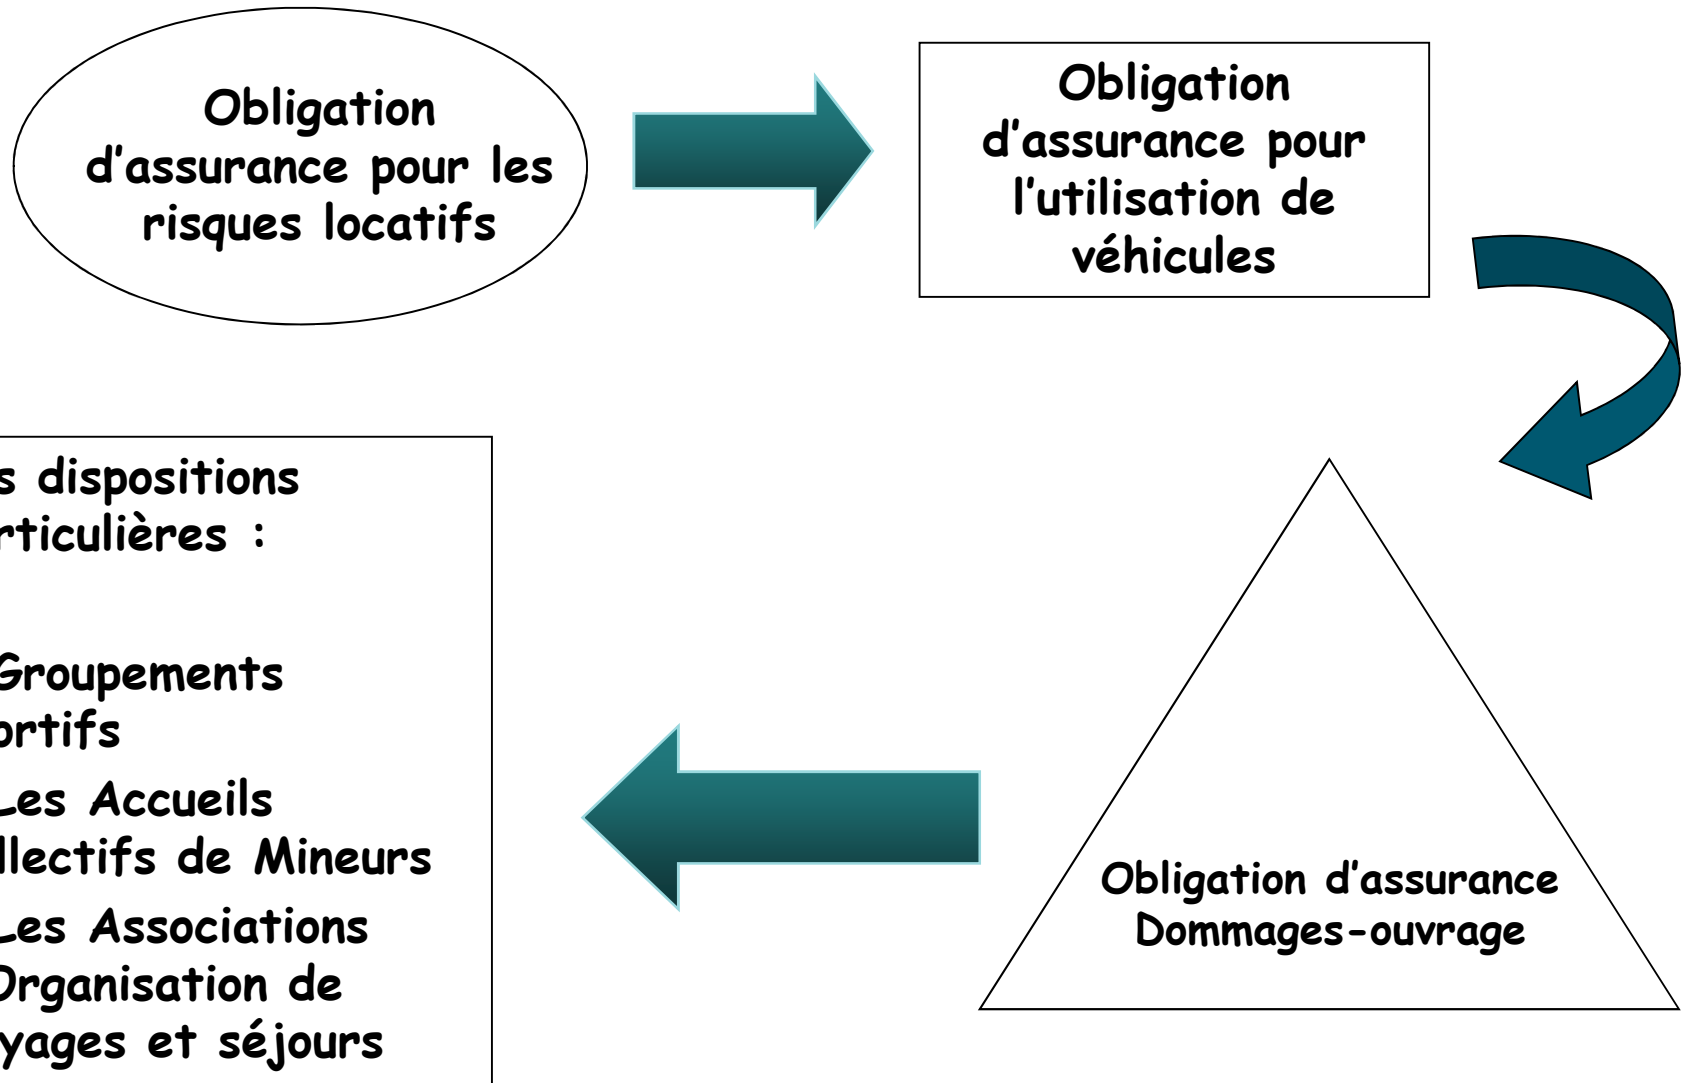 Obligation
d'assurance pour les
risques locatifs
Obligation
d'assurance pour
l'utilisation de
véhicules
s dispositions
rticulières :
Groupements
ortifs
Les Accueils
llectifs de Mineurs
Les Associations
Organisation de
yages et séjours
Obligation d'assurance
Dommages-ouvrage